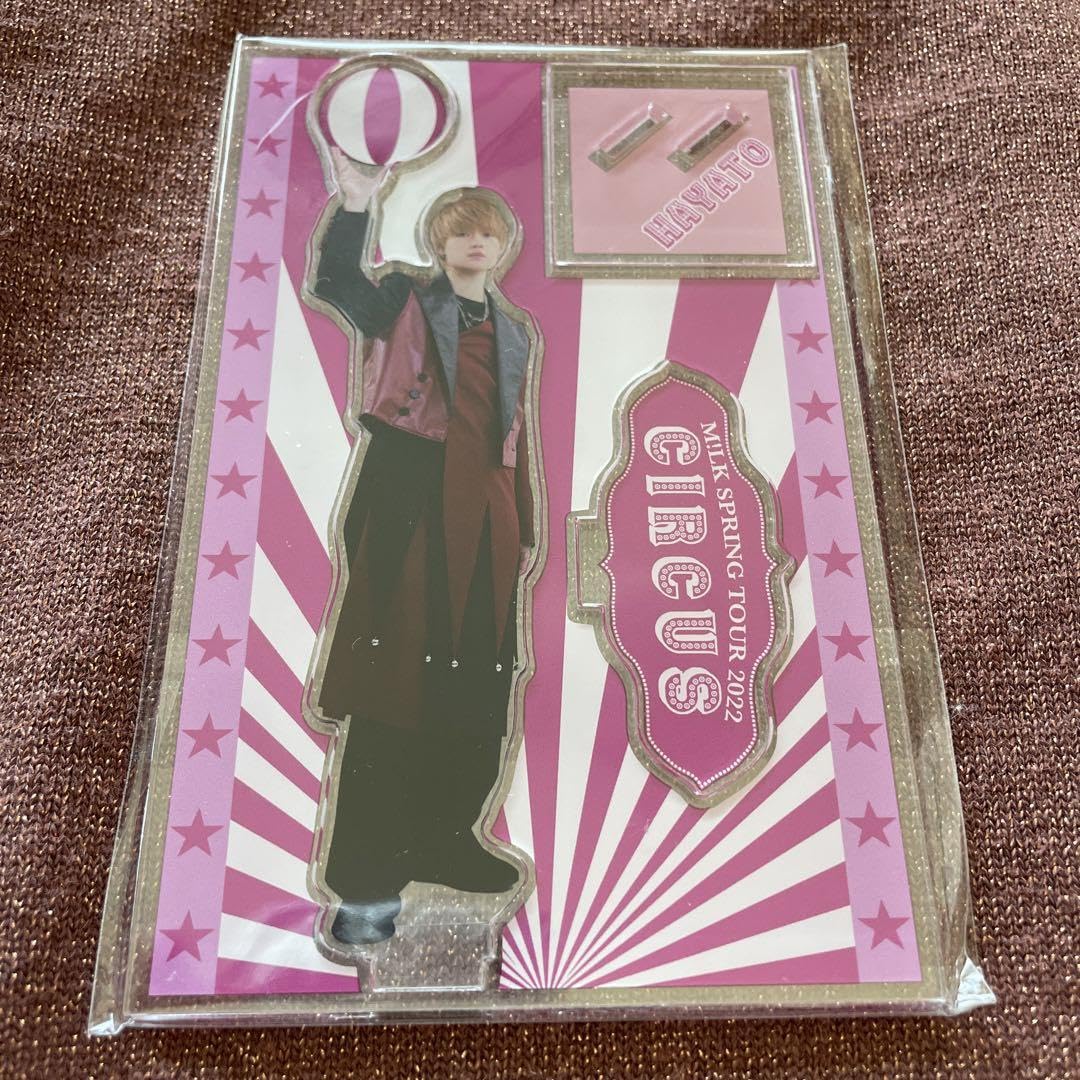 HAYATO
M!LK SPRING TOUR 2022
CIRCUS